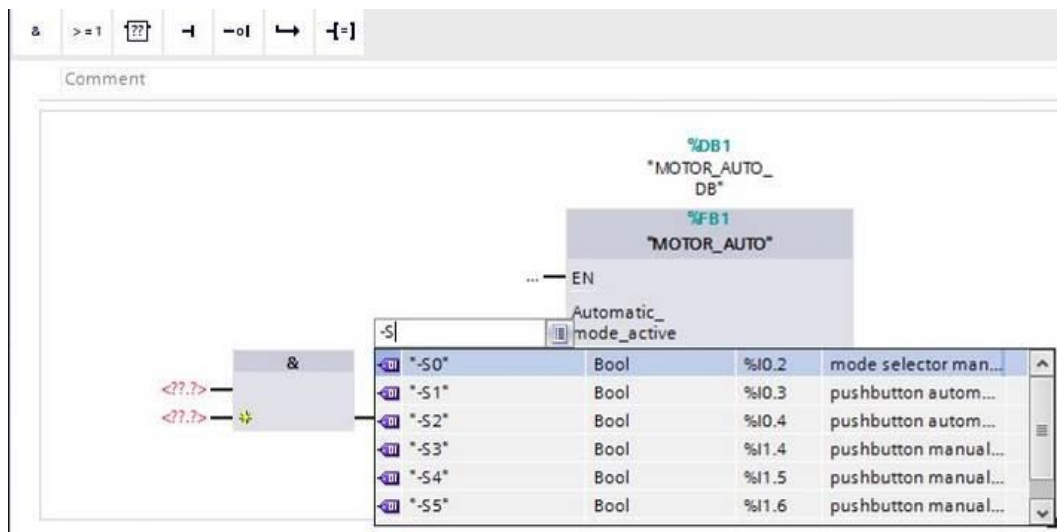 & >=1 ??
Comment
%DB1
"MOTOR_AUTO_
DB"
%FB1
"MOTOR_AUTO"
... EN
Automatic_
mode_active
-S
&
<??.?>
<??.?>
"-S0" Bool %I0.2 mode selector man...
"-S1" Bool %I0.3 pushbutton autom...
"-S2" Bool %I0.4 pushbutton autom...
"-S3" Bool %I1.4 pushbutton manual...
"-S4" Bool %I1.5 pushbutton manual...
"-S5" Bool %I1.6 pushbutton manual...